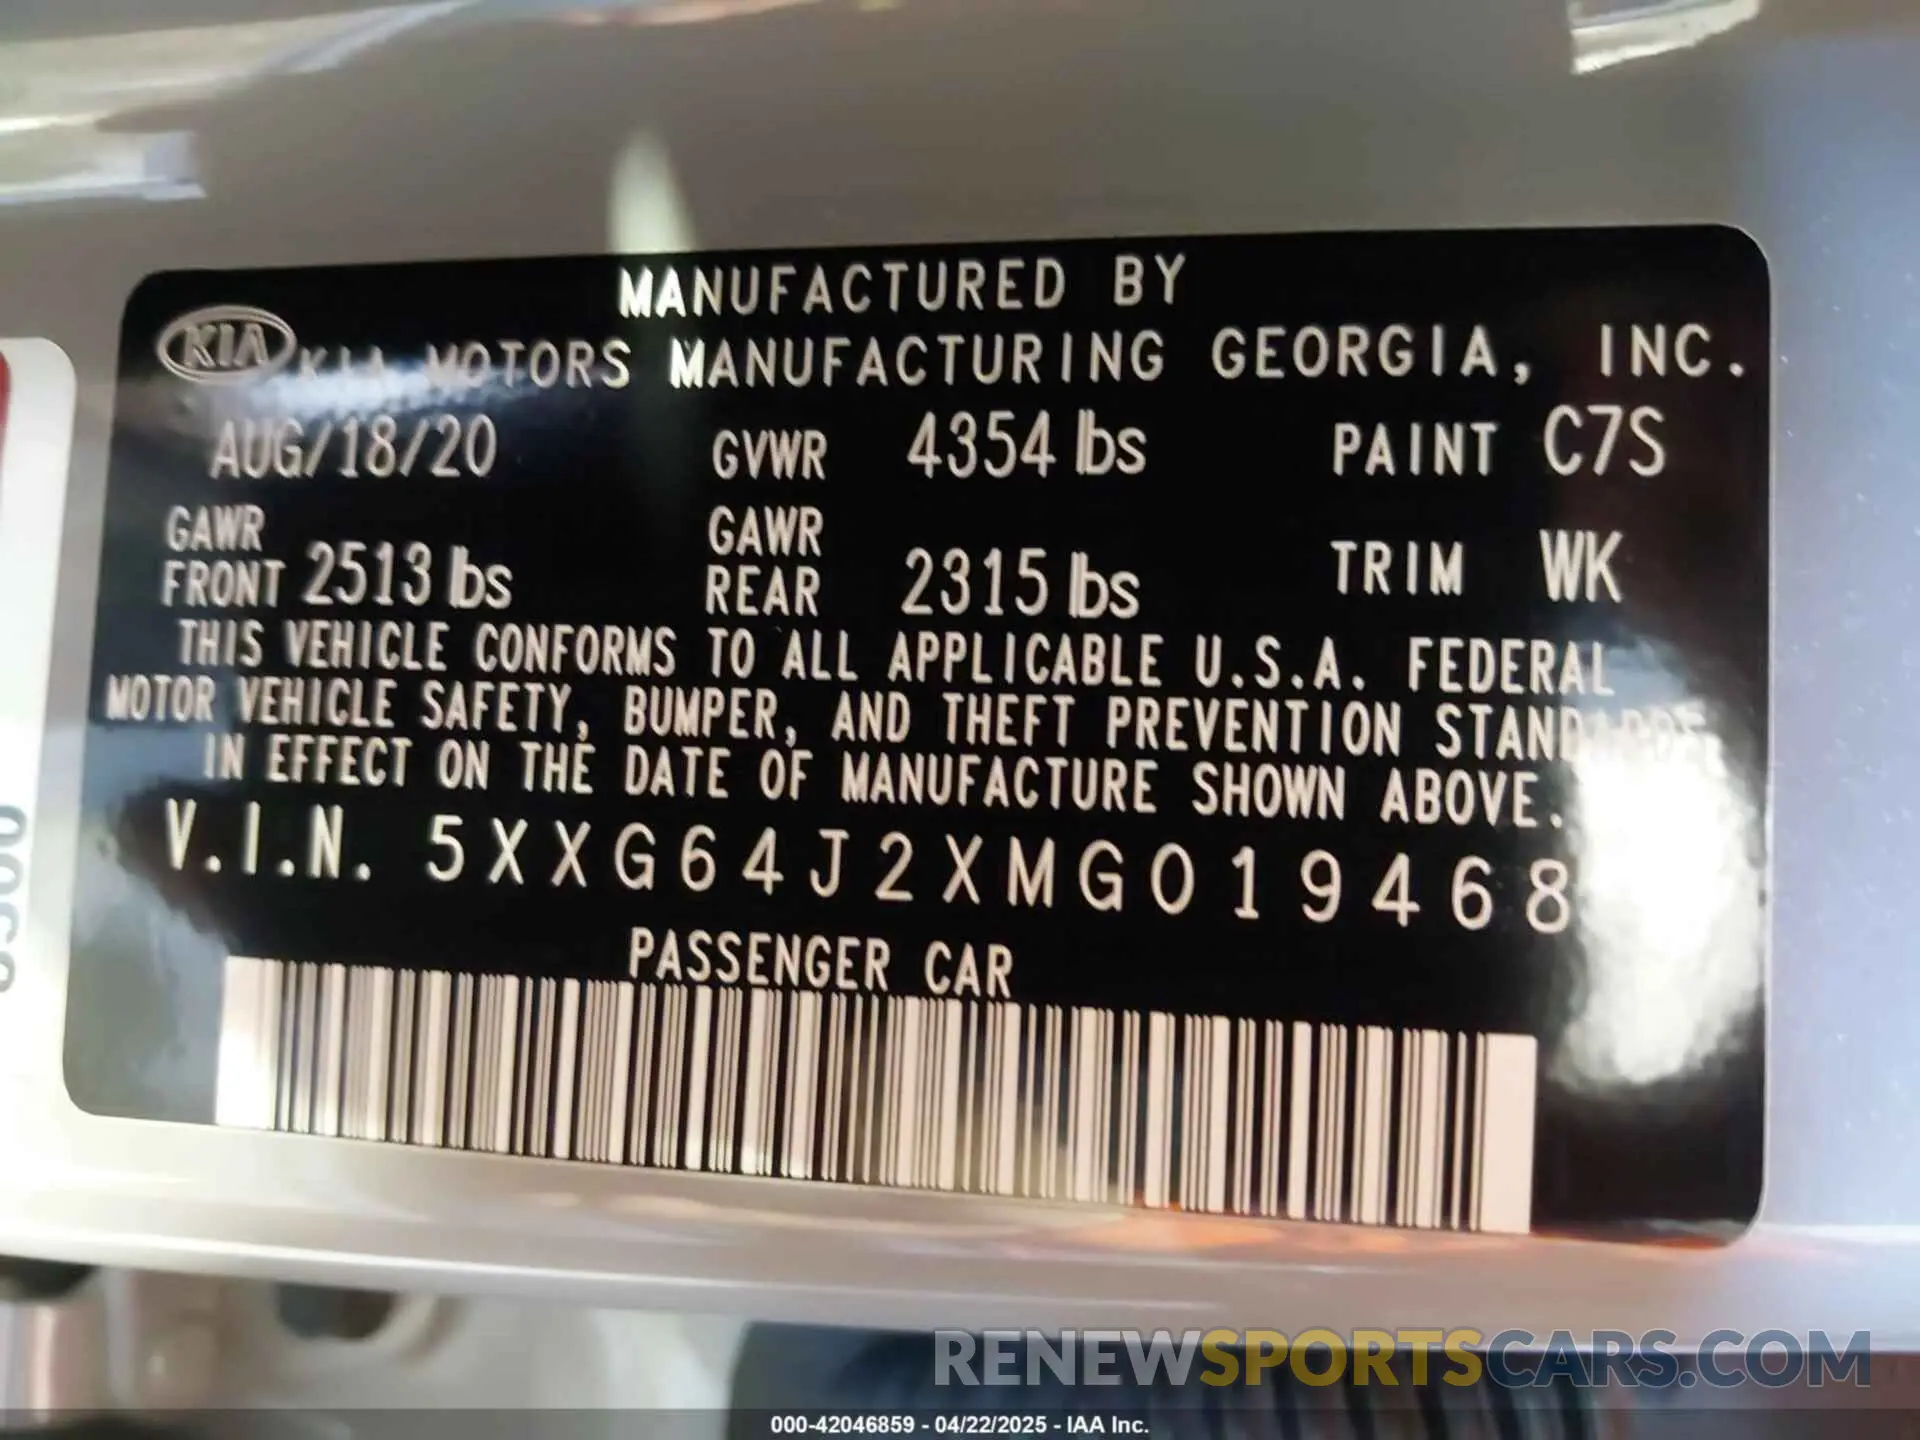 MANUFACTURED BY
KIA KIA MOTORS MANUFACTURING GEORGIA, INC.
AUG/18/20 GVWR 4354 lbs PAINT C7S
GAWR FRONT 2513 lbs GAWR REAR 2315 lbs TRIM WK
THIS VEHICLE CONFORMS TO ALL APPLICABLE U.S.A. FEDERAL
MOTOR VEHICLE SAFETY, BUMPER, AND THEFT PREVENTION STANDARDS
IN EFFECT ON THE DATE OF MANUFACTURE SHOWN ABOVE.
V.I.N. 5XXG64J2XMG019468
PASSENGER CAR
RENEWSPORTSCARS.COM
000-42046859 - 04/22/2025 - IAA Inc.